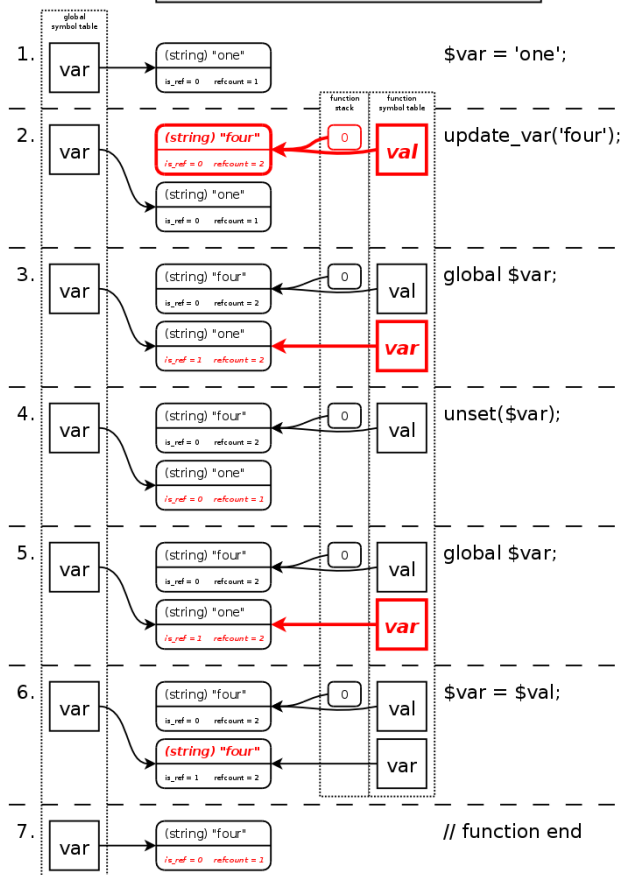 global
symbol table
1.
var
(string) "one"
is_ref = 0 refcount = 1
$var = 'one';
function
stack
function
symbol table
2.
var
(string) "four"
is_ref = 0 refcount = 2
0
val
update_var('four');
(string) "one"
is_ref = 0 refcount = 1
3.
var
(string) "four"
is_ref = 0 refcount = 2
0
val
global $var;
(string) "one"
is_ref = 1 refcount = 2
var
4.
var
(string) "four"
is_ref = 0 refcount = 2
0
val
unset($var);
(string) "one"
is_ref = 0 refcount = 1
5.
var
(string) "four"
is_ref = 0 refcount = 2
0
val
global $var;
(string) "one"
is_ref = 1 refcount = 2
var
6.
var
(string) "four"
is_ref = 0 refcount = 2
0
val
$var = $val;
(string) "four"
is_ref = 1 refcount = 2
var
7.
var
(string) "four"
is_ref = 0 refcount = 1
// function end